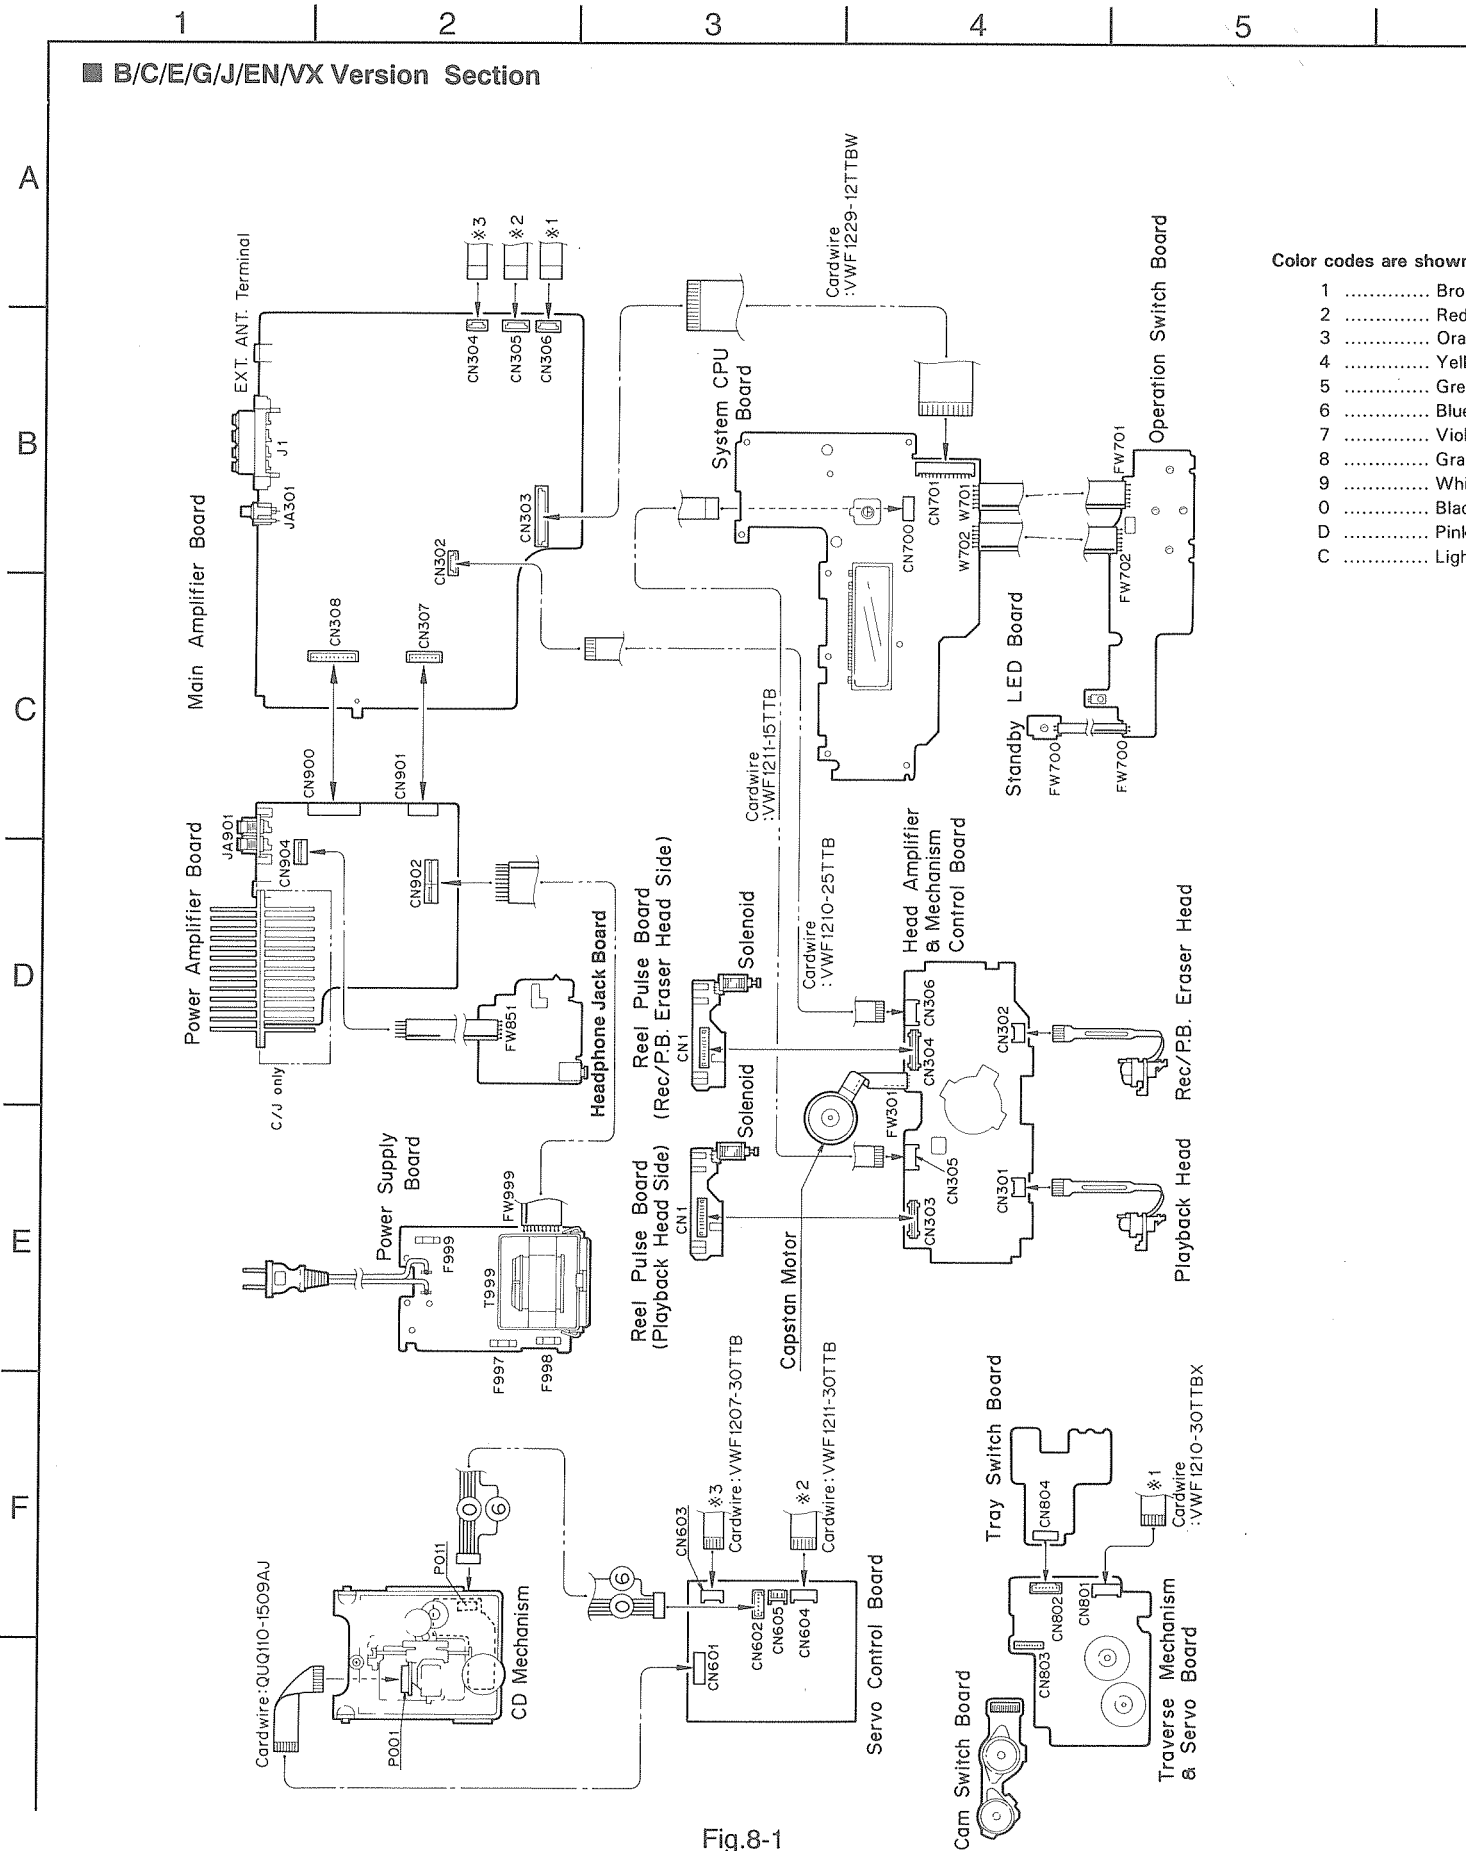 1 2 3 4 5
■ B/C/E/G/J/EN/VX Version Section
A
B
C
D
E
F
EXT. ANT. Terminal
※3
※2
※1
CN304
CN305
CN306
J1
JA301
Main Amplifier Board
CN303
CN302
CN308
CN307
Cardwire
:VWF1229-12TTBW
System CPU
Board
CN701
W701
W702
CN700
FW701
FW702
Operation Switch Board
Standby LED Board
FW700
FW700
Color codes are shown
1 ............. Bro
2 ............. Red
3 ............. Ora
4 ............. Yell
5 ............. Gre
6 ............. Blue
7 ............. Viol
8 ............. Gra
9 ............. Whi
0 ............. Blac
D ............. Pink
C ............. Ligh
Cardwire
:VWF1211-15TTB
CN900
CN901
JA901
CN904
CN902
Power Amplifier Board
C/J only
FW851
Headphone Jack Board
Reel Pulse Board
(Rec/P.B. Eraser Head Side)
CN1
Solenoid
Cardwire
:VWF1210-25TTB
Head Amplifier
& Mechanism
Control Board
CN306
CN304
CN302
Rec/P.B. Eraser Head
FW301
CN305
CN303
CN301
Playback Head
Capstan Motor
Reel Pulse Board
(Playback Head Side)
CN1
Solenoid
Power Supply
Board
FW999
F999
T999
F997
F998
Cardwire:QUQ110-1509AJ
P001
P011
CD Mechanism
0
6
0
6
CN603
※3
Cardwire:VWF1207-30TTB
※2
Cardwire:VWF1211-30TTB
CN601
CN602
CN605
CN604
Servo Control Board
Tray Switch Board
CN804
※1
Cardwire
:VWF1210-30TTBX
CN802
CN801
CN803
Traverse Mechanism
& Servo Board
Cam Switch Board
Fig.8-1